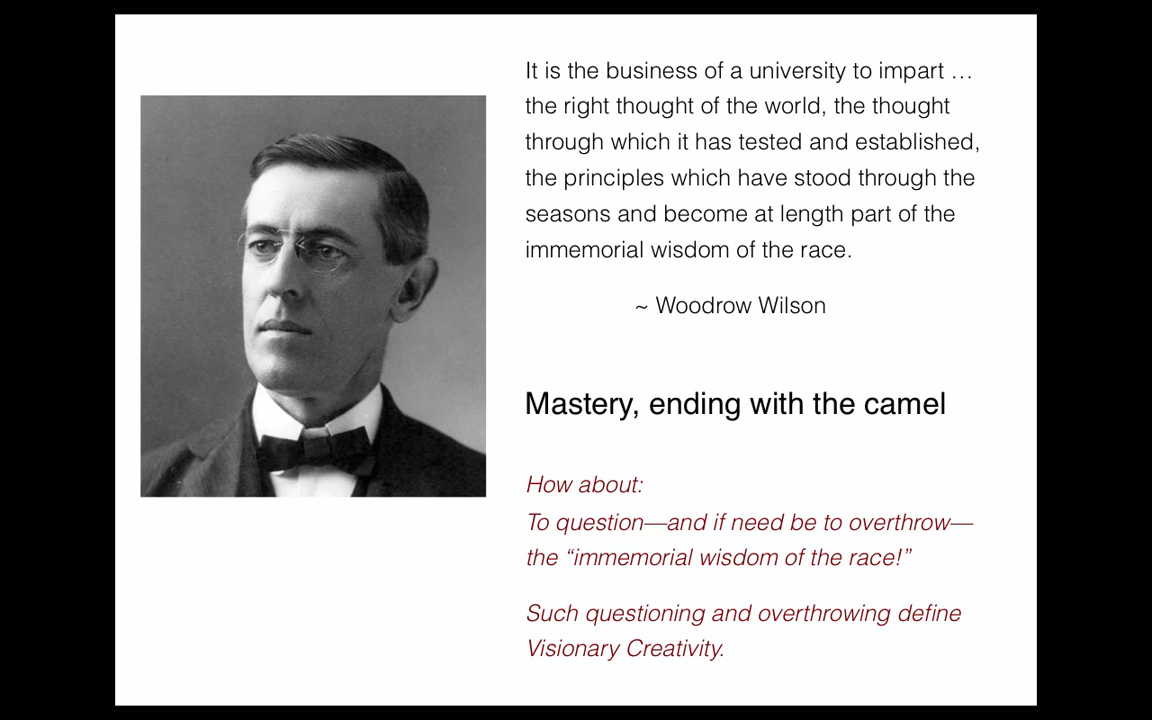 It is the business of a university to impart …
the right thought of the world, the thought
through which it has tested and established,
the principles which have stood through the
seasons and become at length part of the
immemorial wisdom of the race.
~ Woodrow Wilson
Mastery, ending with the camel
How about:
To question—and if need be to overthrow—
the “immemorial wisdom of the race!”
Such questioning and overthrowing define
Visionary Creativity.